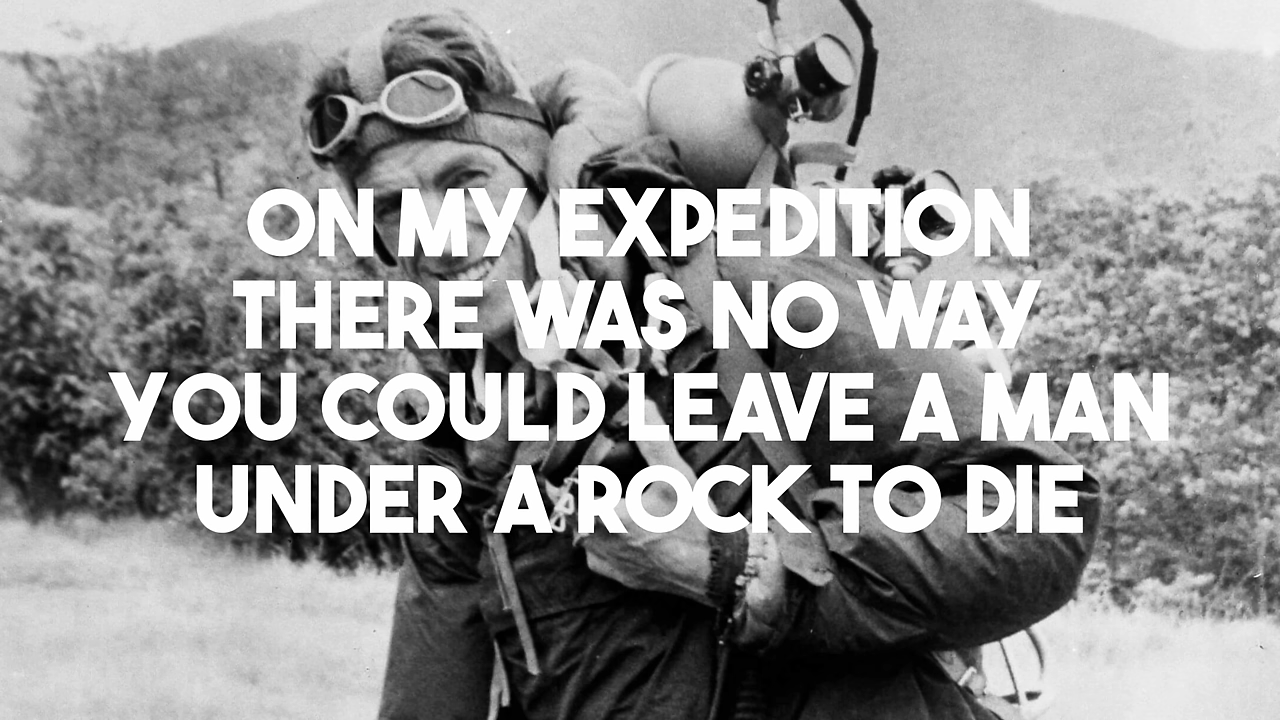 ON MY EXPEDITION
THERE WAS NO WAY
YOU COULD LEAVE A MAN
UNDER A ROCK TO DIE